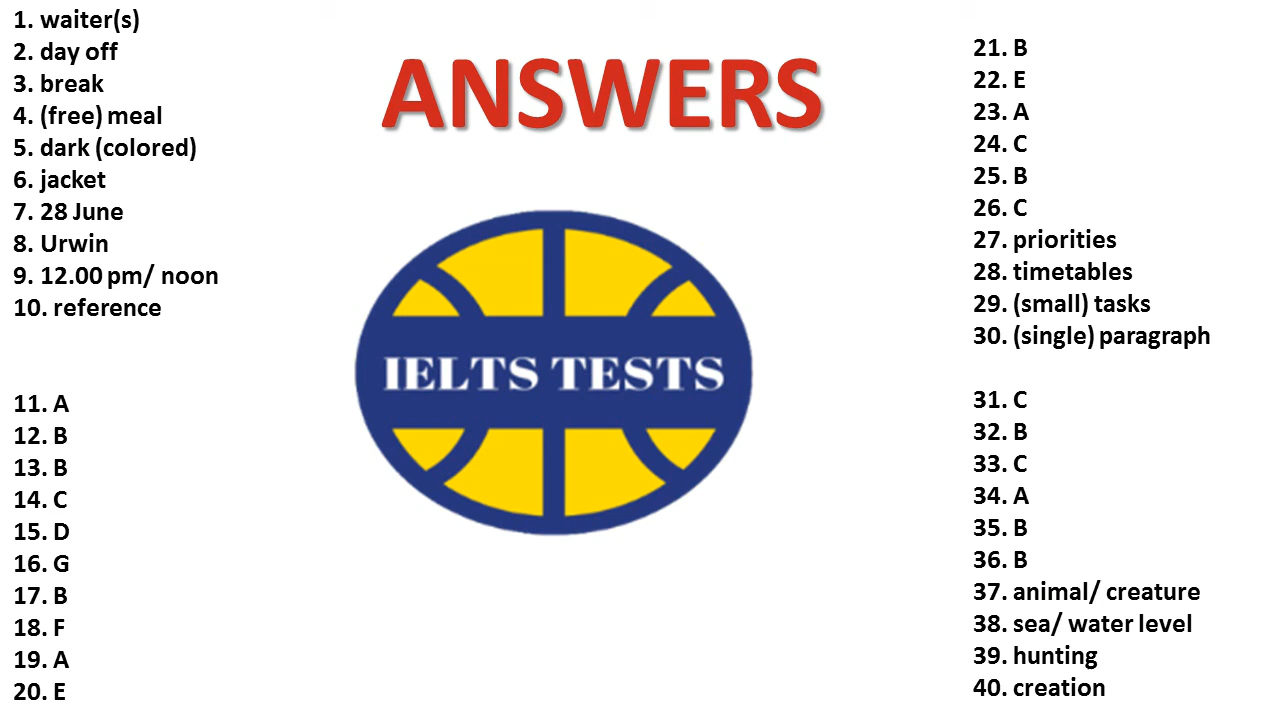 1. waiter(s)
2. day off
3. break
4. (free) meal
5. dark (colored)
6. jacket
7. 28 June
8. Urwin
9. 12.00 pm/ noon
10. reference
11. A
12. B
13. B
14. C
15. D
16. G
17. B
18. F
19. A
20. E
ANSWERS
IELTS TESTS
21. B
22. E
23. A
24. C
25. B
26. C
27. priorities
28. timetables
29. (small) tasks
30. (single) paragraph
31. C
32. B
33. C
34. A
35. B
36. B
37. animal/ creature
38. sea/ water level
39. hunting
40. creation